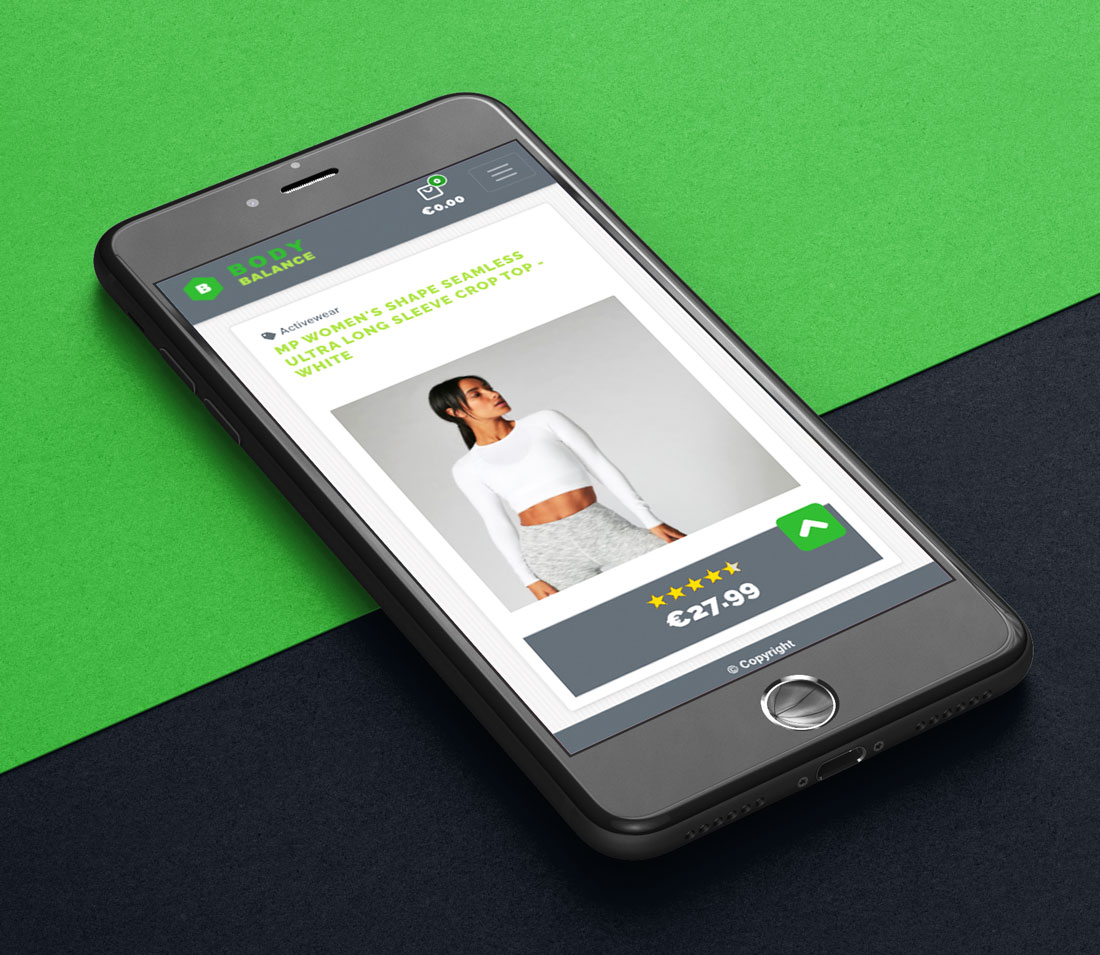 0
€0.00
B
BODY
BALANCE
Activewear
MP WOMEN'S SHAPE SEAMLESS
ULTRA LONG SLEEVE CROP TOP -
WHITE
€27.99
© Copyright